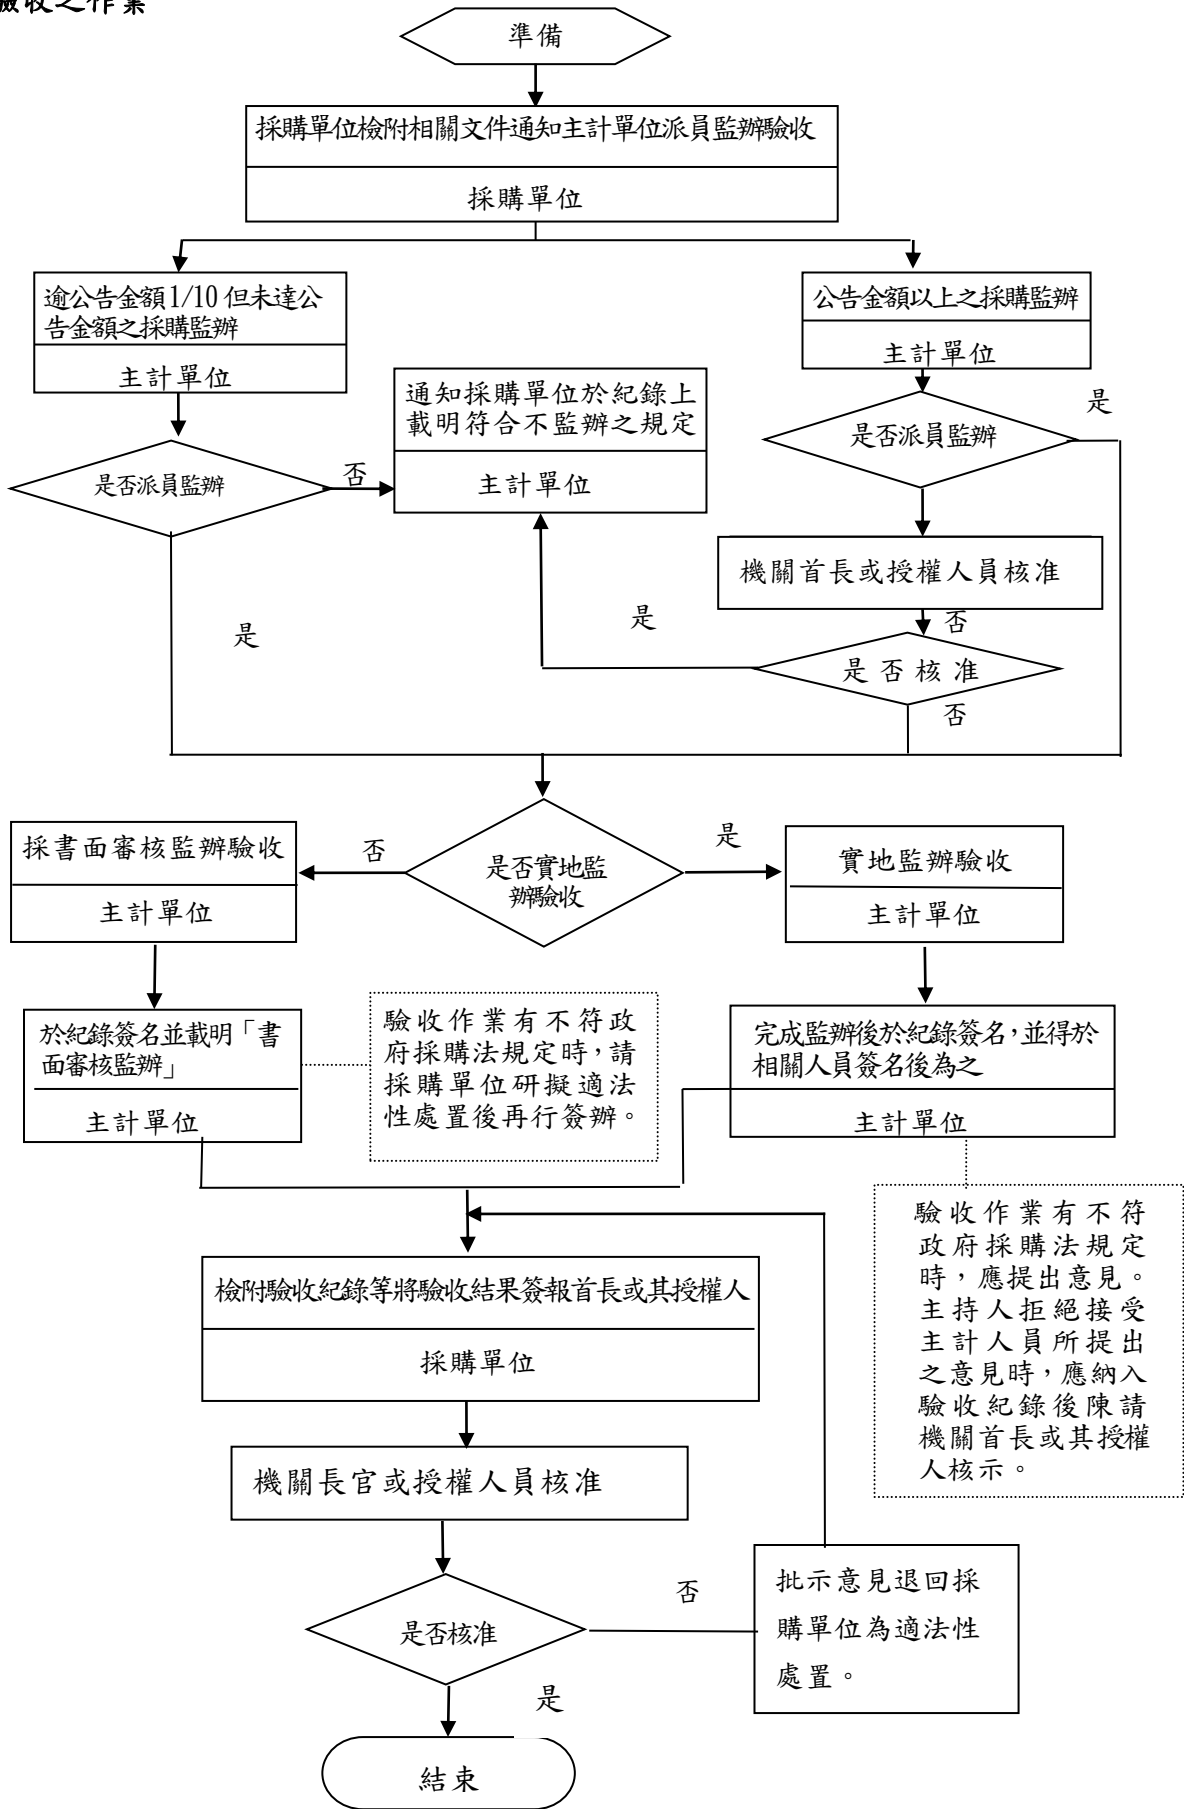 驗收之作業
準備
採購單位檢附相關文件通知主計單位派員監辦驗收
採購單位
逾公告金額1/10但未達公
告金額之採購監辦
主計單位
公告金額以上之採購監辦
主計單位
通知採購單位於紀錄上
載明符合不監辦之規定
主計單位
是
是否派員監辦
否
是否派員監辦
機關首長或授權人員核准
是
是
否
是否核准
否
採書面審核監辦驗收
主計單位
否
是否實地監
辦驗收
是
實地監辦驗收
主計單位
於紀錄簽名並載明「書
面審核監辦」
主計單位
驗收作業有不符政
府採購法規定時,請
採購單位研擬適法
性處置後再行簽辦。
完成監辦後於紀錄簽名,並得於
相關人員簽名後為之
主計單位
驗收作業有不符
政府採購法規定
時,應提出意見。
主持人拒絕接受
主計人員所提出
之意見時,應納入
驗收紀錄後陳請
機關首長或其授權
人核示。
檢附驗收紀錄等將驗收結果簽報首長或其授權人
採購單位
機關長官或授權人員核准
是否核准
否
批示意見退回採
購單位為適法性
處置。
是
結束